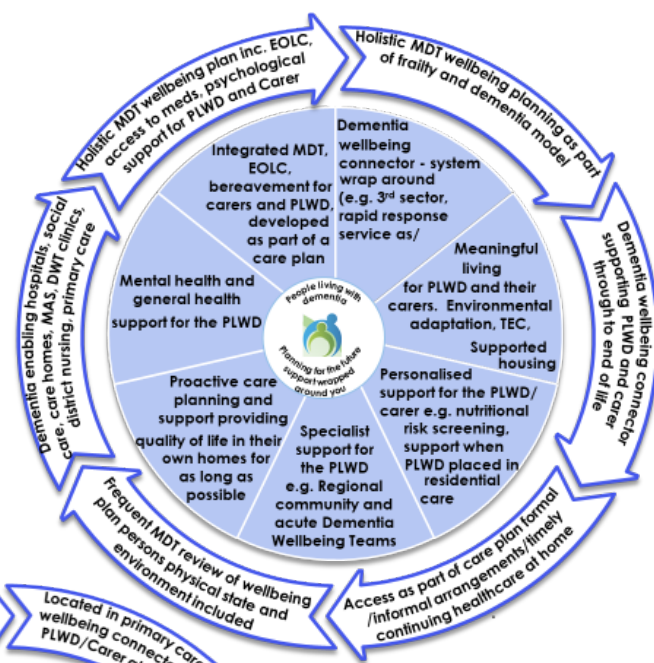 Holistic MDT wellbeing plan inc. EOLC,
access to meds, psychological
support for PLWD and Carer
Holistic MDT wellbeing planning as part
of frailty and dementia model
Dementia wellbeing connector
supporting PLWD and carer
through to end of life
Access as part of care plan formal
/informal arrangements/timely
continuing healthcare at home
Frequent MDT review of wellbeing
plan persons physical state and
environment included
Dementia enabling hospitals, social
care, care homes, MAS, DWT clinics,
district nursing, primary care
Integrated MDT,
EOLC,
bereavement for
carers and PLWD,
developed
as part of a
care plan
Dementia
wellbeing
connector - system
wrap around
(e.g. 3rd sector,
rapid response
service as/
Meaningful
living
for PLWD and their
carers. Environmental
adaptation, TEC,
Supported
housing
Personalised
support for the PLWD/
carer e.g. nutritional
risk screening,
support when
PLWD placed in
residential
care
Specialist
support for
the PLWD
e.g. Regional
community and
acute Dementia
Wellbeing Teams
Proactive care
planning and
support providing
quality of life in their
own homes for
as long as
possible
Mental health and
general health
support for the PLWD
People living with
dementia
Planning for the future
support wrapped
around you
Located in primary care
wellbeing connec
PLWD/Carer